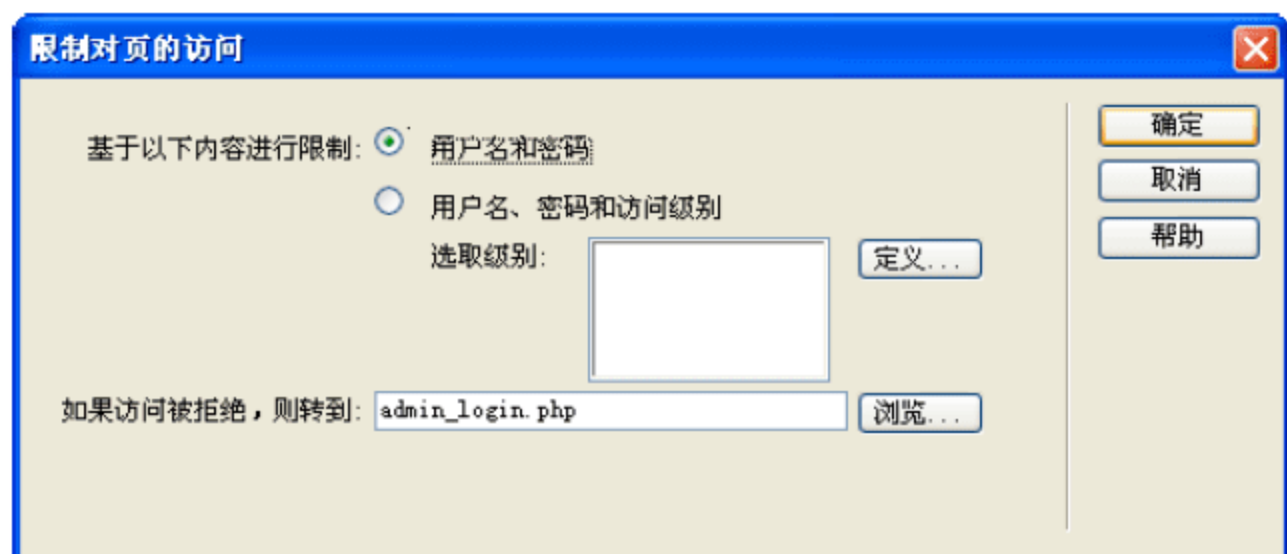 限制对页的访问
基于以下内容进行限制: 用户名和密码
用户名、密码和访问级别
选取级别:
定义...
如果访问被拒绝，则转到: admin_login.php
浏览...
确定
取消
帮助